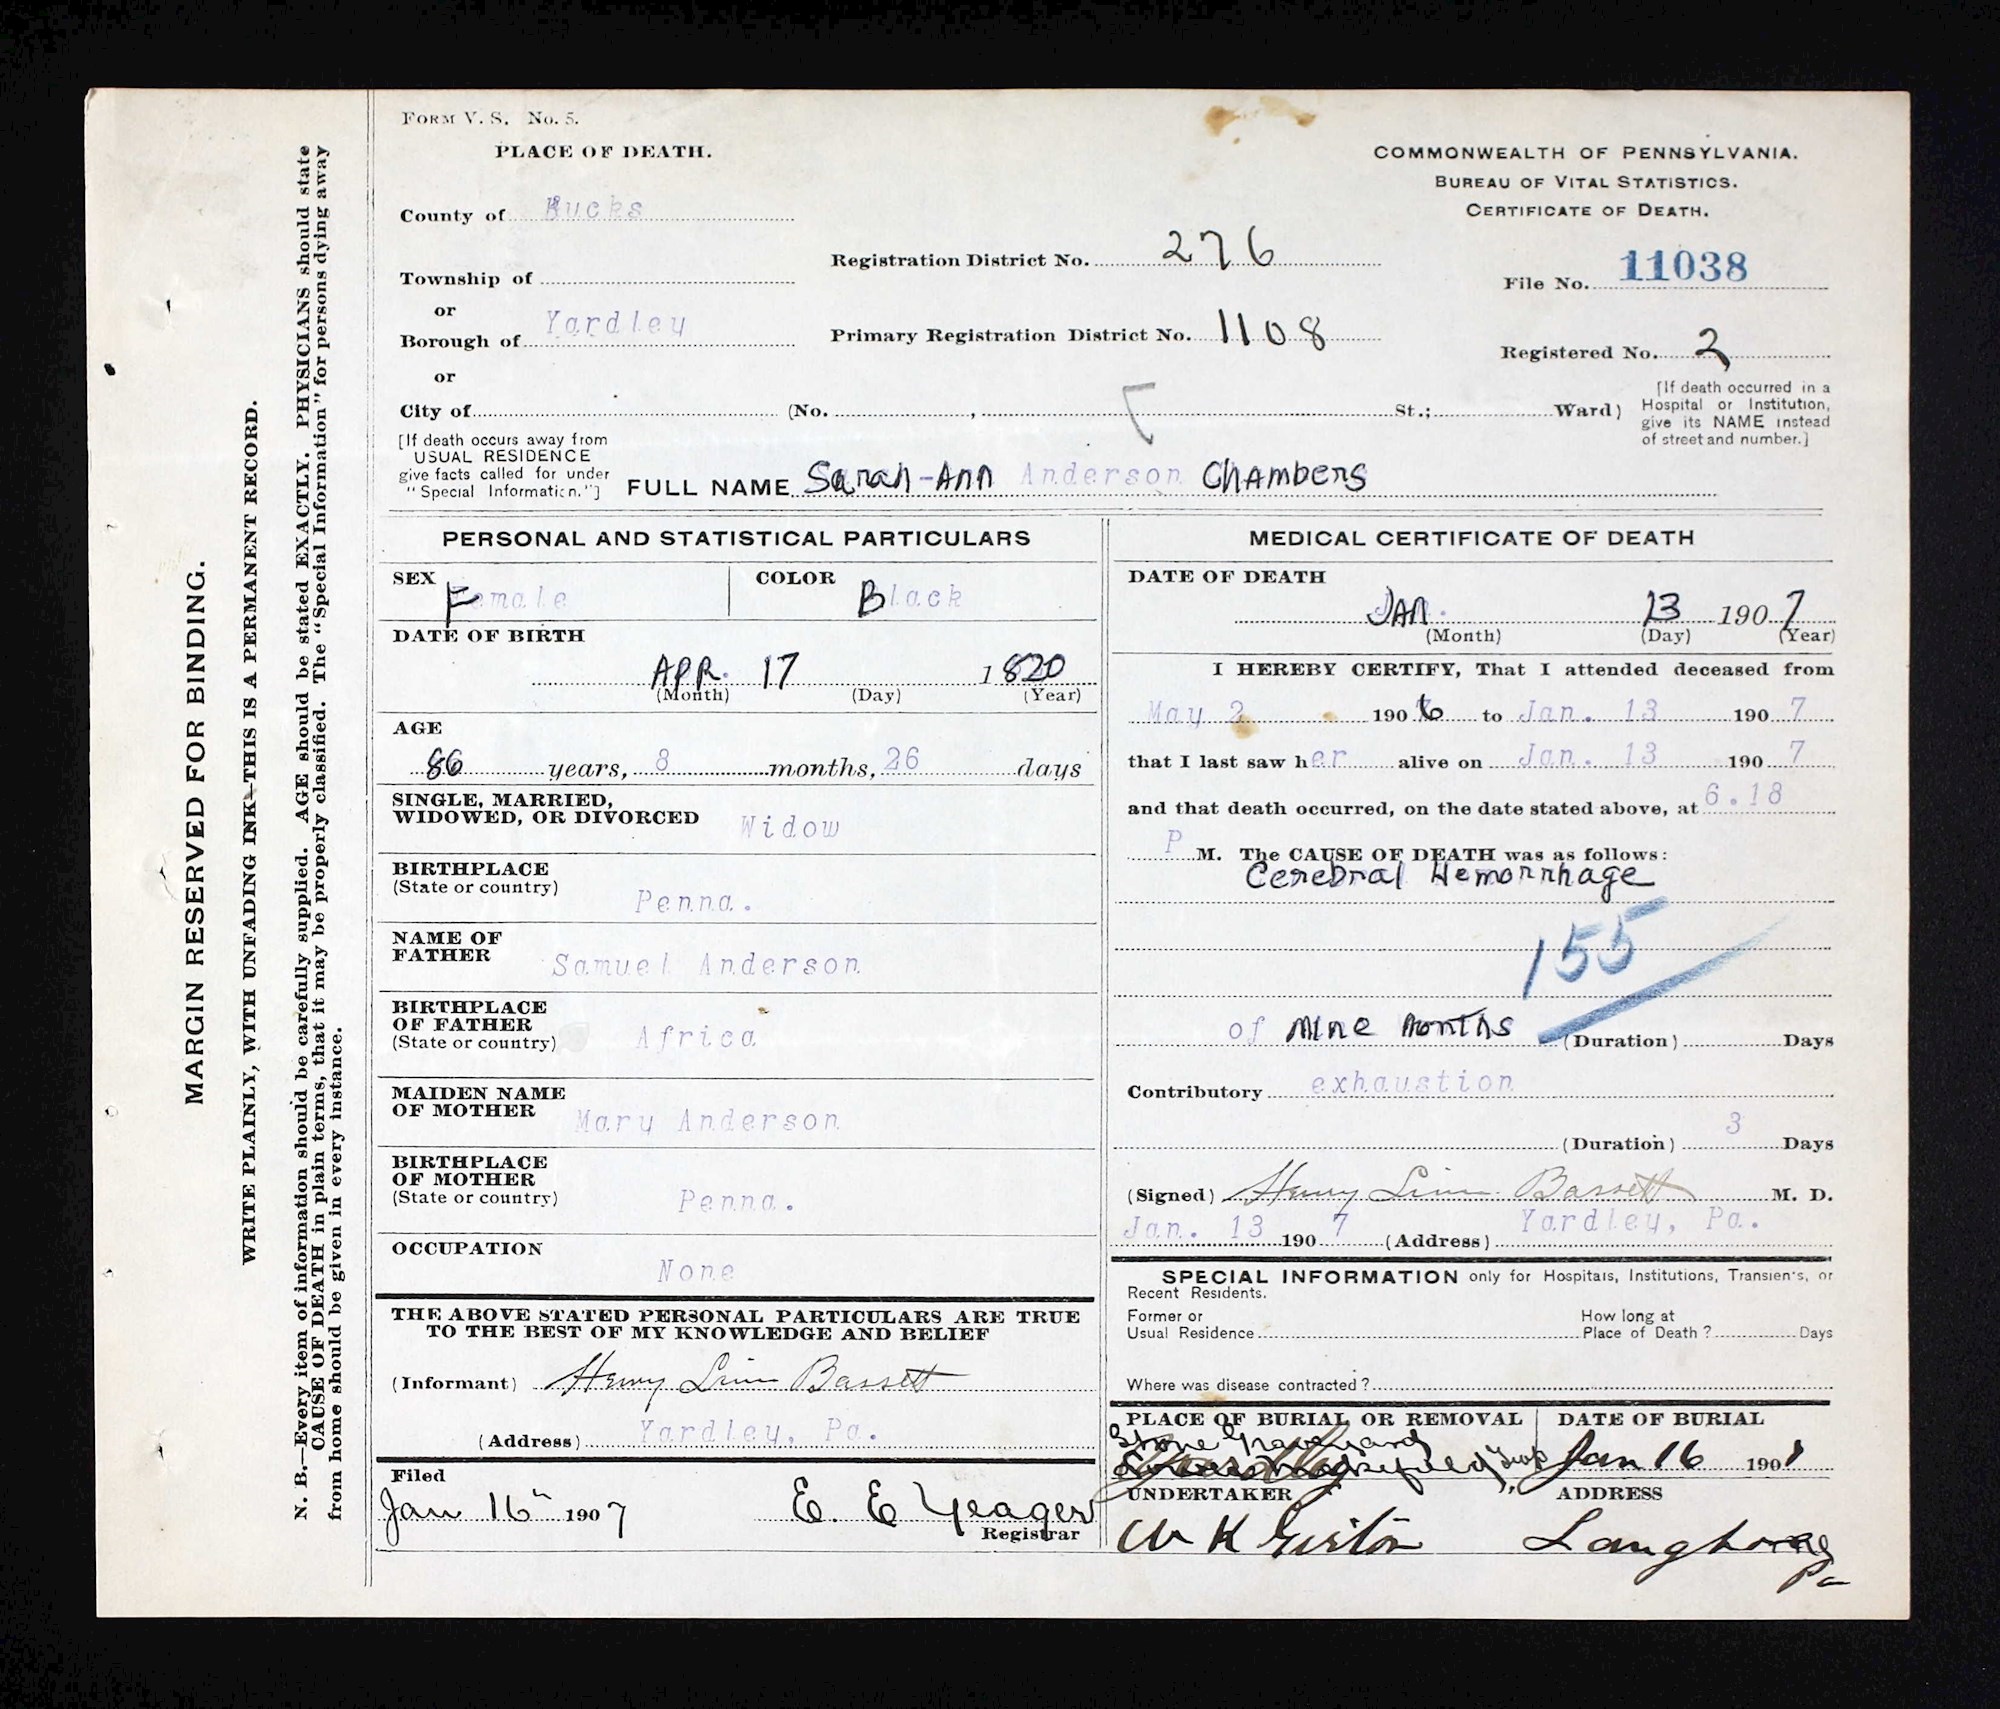 FORM V. S. No. 5.
PLACE OF DEATH.
COMMONWEALTH OF PENNSYLVANIA.
BUREAU OF VITAL STATISTICS.
CERTIFICATE OF DEATH.
County of Bucks
Registration District No. 276
File No. 11038
Township of
or
Borough of Yardley
Primary Registration District No. 1108
Registered No. 2
or
City of (No. , St.; Ward)
[If death occurred in a
Hospital or Institution,
give its NAME instead
of street and number.]
[If death occurs away from
USUAL RESIDENCE
give facts called for under
"Special Information."]
FULL NAME Sarah-Ann Anderson Chambers
PERSONAL AND STATISTICAL PARTICULARS
SEX Female
COLOR Black
DATE OF BIRTH
Apr. 17 1820
(Month) (Day) (Year)
AGE
86 years, 8 months, 26 days
SINGLE, MARRIED,
WIDOWED, OR DIVORCED Widow
BIRTHPLACE
(State or country) Penna.
NAME OF
FATHER Samuel Anderson
BIRTHPLACE
OF FATHER
(State or country) Africa
MAIDEN NAME
OF MOTHER Mary Anderson
BIRTHPLACE
OF MOTHER
(State or country) Penna.
OCCUPATION
None
THE ABOVE STATED PERSONAL PARTICULARS ARE TRUE
TO THE BEST OF MY KNOWLEDGE AND BELIEF
(Informant) Henry Linn Bassett
(Address) Yardley, Pa.
Filed
Jan 16" 1907 E. E Yeager
Registrar
MEDICAL CERTIFICATE OF DEATH
DATE OF DEATH
Jan. 13 1907
(Month) (Day) (Year)
I HEREBY CERTIFY, That I attended deceased from
May 2 1906 to Jan. 13 1907
that I last saw her alive on Jan. 13 1907
and that death occurred, on the date stated above, at 6.18
P M. The CAUSE OF DEATH was as follows:
Cerebral Hemorrhage
155
of nine months (Duration) Days
Contributory exhaustion
(Duration) 3 Days
(Signed) Henry Linn Bassett M. D.
Jan. 13 1907 (Address) Yardley, Pa.
SPECIAL INFORMATION only for Hospitals, Institutions, Transients, or
Recent Residents.
Former or
Usual Residence
How long at
Place of Death? Days
Where was disease contracted?
PLACE OF BURIAL OR REMOVAL
Stone Graveyard
Lower Makefield Twp
DATE OF BURIAL
Jan 16 1907
UNDERTAKER
W K Girton
ADDRESS
Langhorne
Pa
MARGIN RESERVED FOR BINDING.
WRITE PLAINLY, WITH UNFADING INK—THIS IS A PERMANENT RECORD.
N. B.—Every item of information should be carefully supplied. AGE should be stated EXACTLY. PHYSICIANS should state
CAUSE OF DEATH in plain terms, that it may be properly classified. The "Special Information" for persons dying away
from home should be given in every instance.